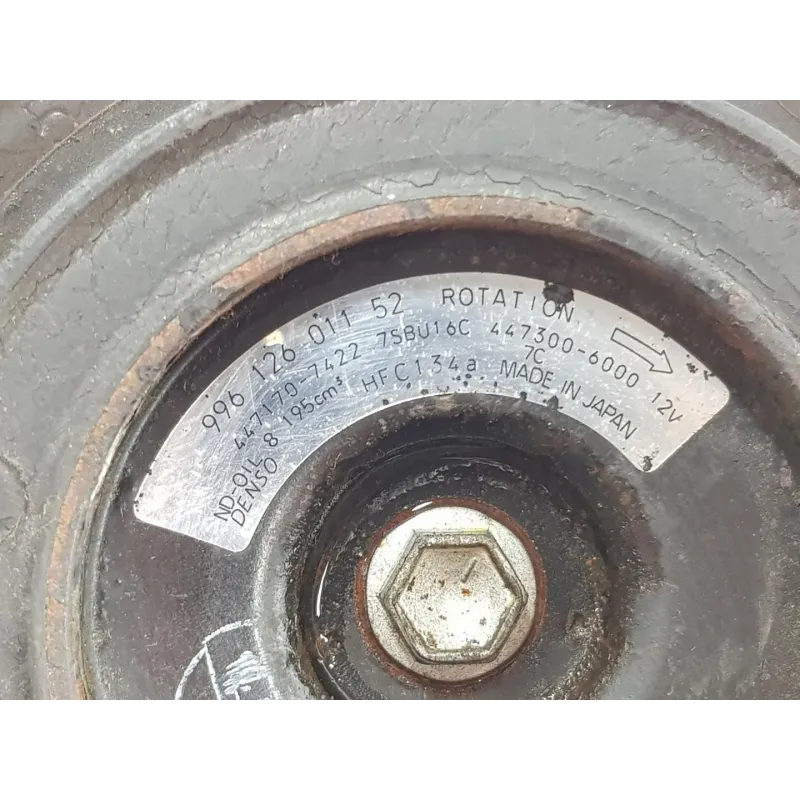 996 126 011 52 ROTATION
447170-7422 7SBU16C 447300-6000 12V
7C
ND-OIL 8 195cm³ HFC134a MADE IN JAPAN
DENSO